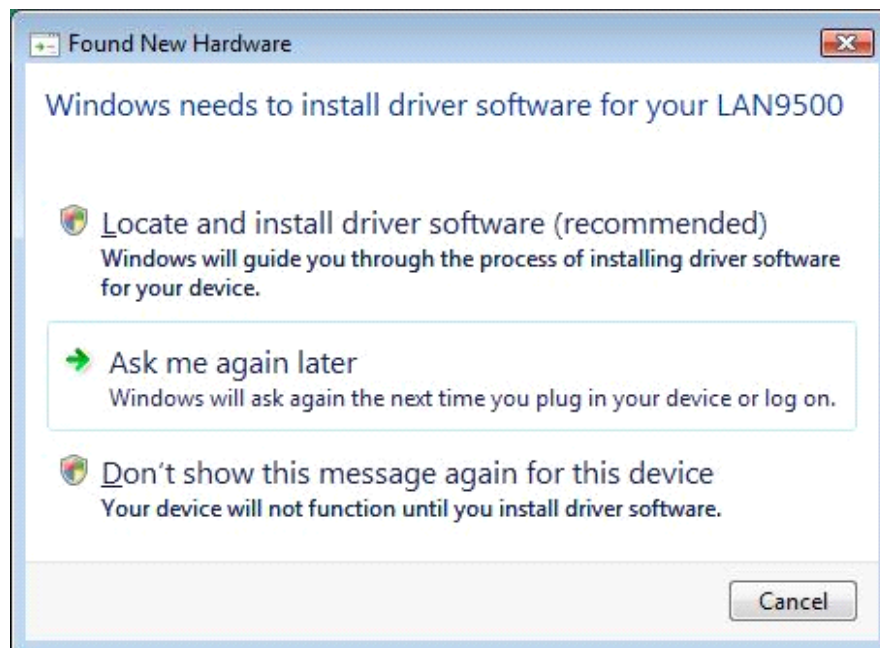 Found New Hardware
Windows needs to install driver software for your LAN9500
Locate and install driver software (recommended)
Windows will guide you through the process of installing driver software
for your device.
Ask me again later
Windows will ask again the next time you plug in your device or log on.
Don't show this message again for this device
Your device will not function until you install driver software.
Cancel